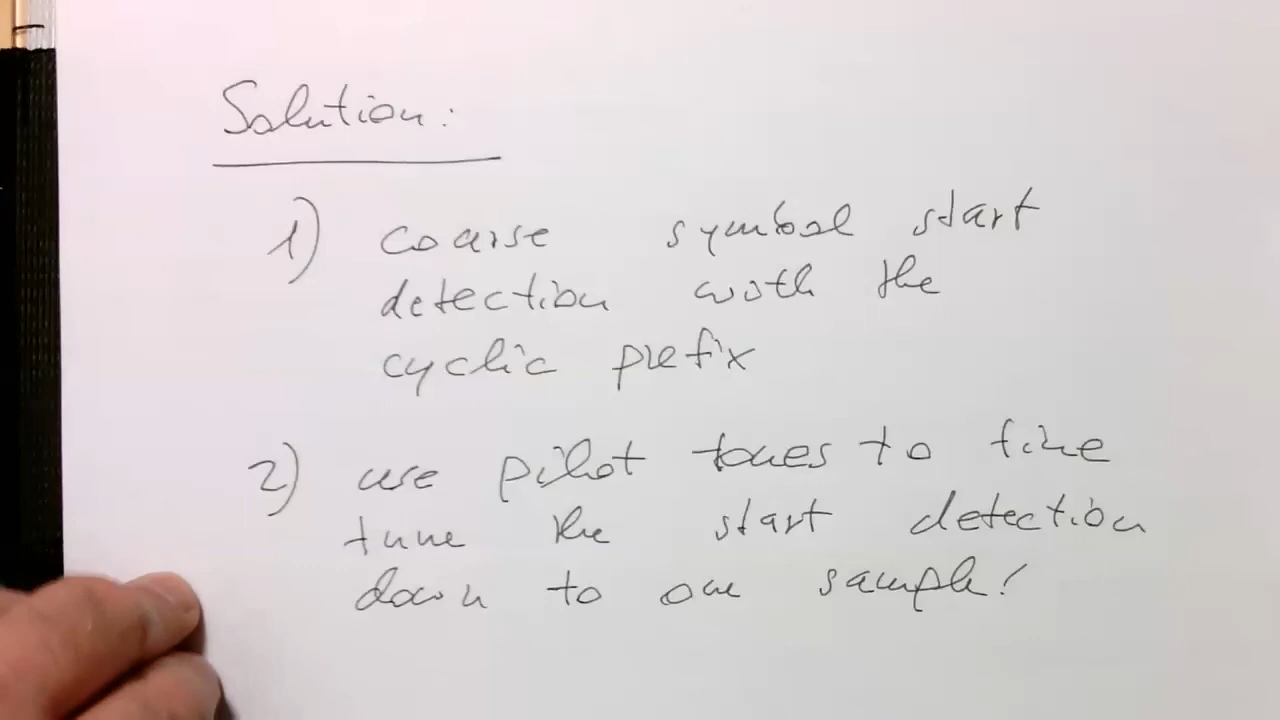 Solution:
1) coarse symbol start
detection with the
cyclic prefix
2) use pilot tones to fine
tune the start detection
down to one sample!